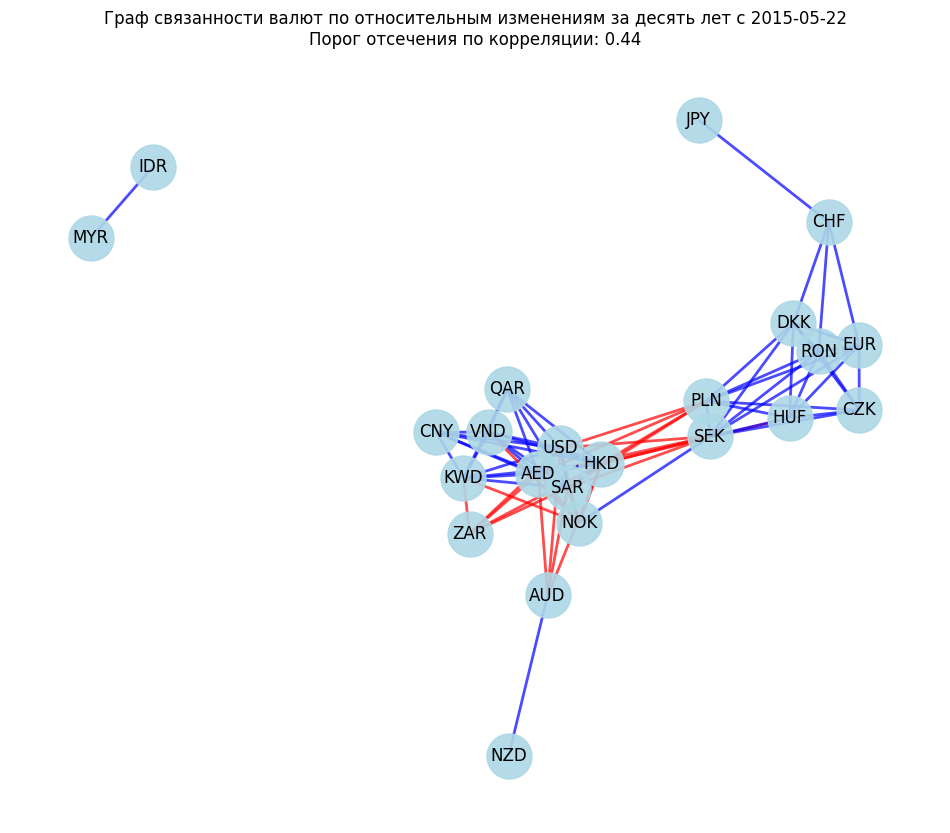 Граф связанности валют по относительным изменениям за десять лет с 2015-05-22
Порог отсечения по корреляции: 0.44
JPY
IDR
CHF
MYR
DKK
EUR
RON
QAR
PLN
CZK
HUF
CNY
VND
SEK
USD
HKD
AED
KWD
SAR
NOK
ZAR
AUD
NZD